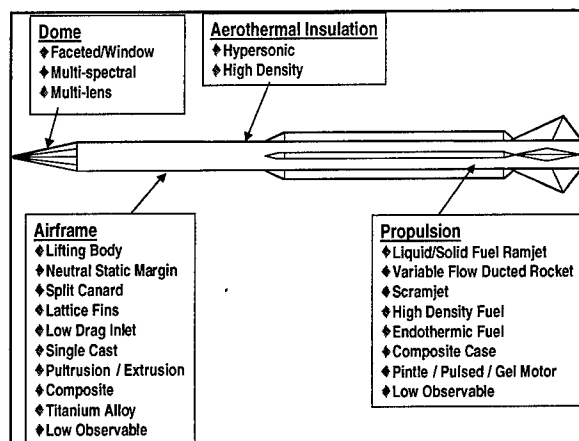 Dome
◆Faceted/Window
◆Multi-spectral
◆Multi-lens
Aerothermal Insulation
◆Hypersonic
◆High Density
Airframe
◆Lifting Body
◆Neutral Static Margin
◆Split Canard
◆Lattice Fins
◆Low Drag Inlet
◆Single Cast
◆Pultrusion / Extrusion
◆Composite
◆Titanium Alloy
◆Low Observable
Propulsion
◆Liquid/Solid Fuel Ramjet
◆Variable Flow Ducted Rocket
◆Scramjet
◆High Density Fuel
◆Endothermic Fuel
◆Composite Case
◆Pintle / Pulsed / Gel Motor
◆Low Observable